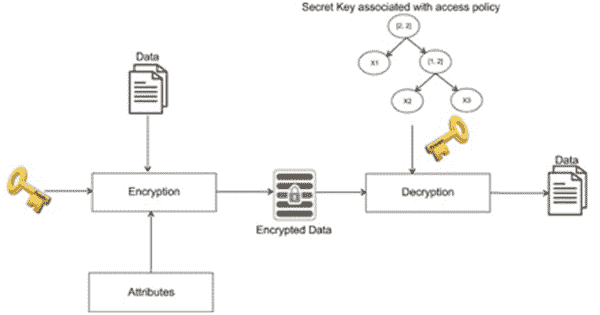 Secret Key associated with access policy
[2, 2]
X1
[1, 2]
X2
X3
Data
Encryption
Encrypted Data
Decryption
Data
Attributes